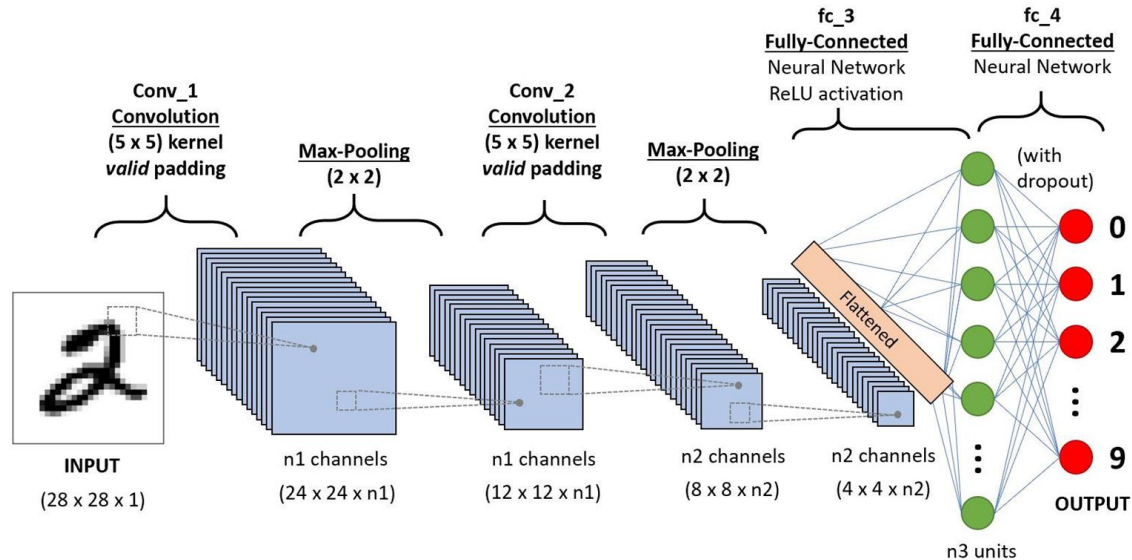 fc_3
Fully-Connected
Neural Network
ReLU activation
fc_4
Fully-Connected
Neural Network
Conv_1
Convolution
(5 x 5) kernel
valid padding
Max-Pooling
(2 x 2)
Conv_2
Convolution
(5 x 5) kernel
valid padding
Max-Pooling
(2 x 2)
(with
dropout)
Flattened
0
1
2
9
INPUT
(28 x 28 x 1)
n1 channels
(24 x 24 x n1)
n1 channels
(12 x 12 x n1)
n2 channels
(8 x 8 x n2)
n2 channels
(4 x 4 x n2)
OUTPUT
n3 units
2